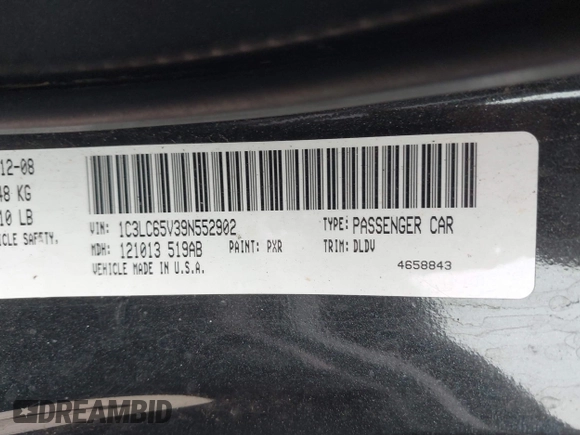 12-08
48 KG
10 LB
ICLE SAFETY,
VIN: 1C3LC65V39N552902 TYPE: PASSENGER CAR
MDH: 121013 519AB PAINT: PXR TRIM: DLDV
VEHICLE MADE IN U.S.A. 4658843
DREAMBID